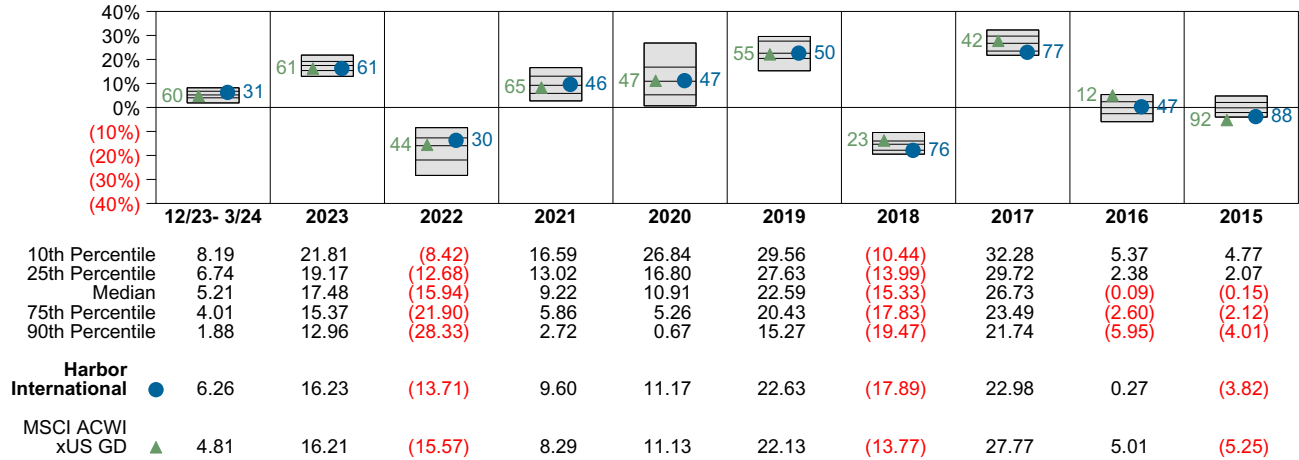 40%
30%
20%
10%
0%
(10%)
(20%)
(30%)
(40%)
60 31
61 61
44 30
65 46
47 47
55 50
23 76
42 77
12 47
92 88
12/23- 3/24 2023 2022 2021 2020 2019 2018 2017 2016 2015
10th Percentile 8.19 21.81 (8.42) 16.59 26.84 29.56 (10.44) 32.28 5.37 4.77
25th Percentile 6.74 19.17 (12.68) 13.02 16.80 27.63 (13.99) 29.72 2.38 2.07
Median 5.21 17.48 (15.94) 9.22 10.91 22.59 (15.33) 26.73 (0.09) (0.15)
75th Percentile 4.01 15.37 (21.90) 5.86 5.26 20.43 (17.83) 23.49 (2.60) (2.12)
90th Percentile 1.88 12.96 (28.33) 2.72 0.67 15.27 (19.47) 21.74 (5.95) (4.01)
Harbor
International 6.26 16.23 (13.71) 9.60 11.17 22.63 (17.89) 22.98 0.27 (3.82)
MSCI ACWI
xUS GD 4.81 16.21 (15.57) 8.29 11.13 22.13 (13.77) 27.77 5.01 (5.25)